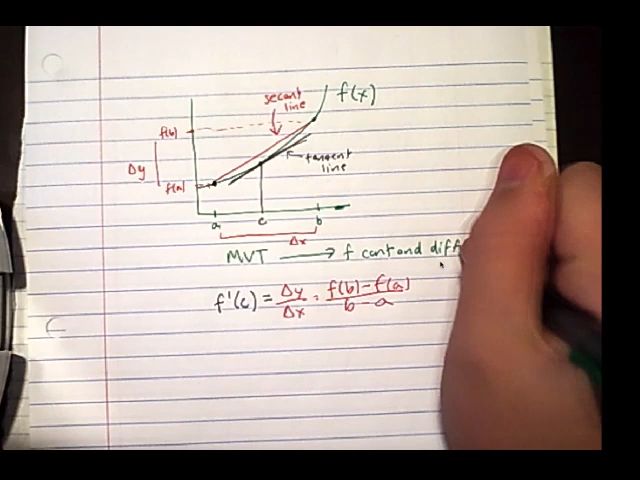 f(x)
secant
line
f(b)
Δy
tangent
line
f(a)
a c b
Δx
MVT → f cont and diff
f'(c) = Δy/Δx = f(b) - f(a)/b - a